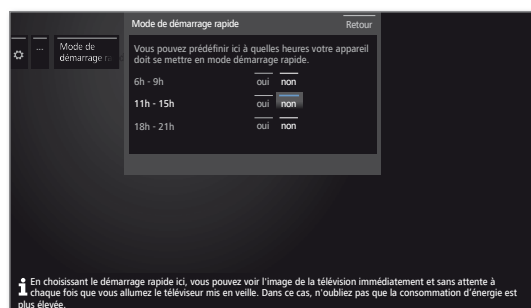 Mode de démarrage rapide
Retour
...
Mode de
démarrage ra
Vous pouvez prédéfinir ici à quelles heures votre appareil
doit se mettre en mode démarrage rapide.
6h - 9h oui non
11h - 15h oui non
18h - 21h oui non
En choisissant le démarrage rapide ici, vous pouvez voir l'image de la télévision immédiatement et sans attente à
chaque fois que vous allumez le téléviseur mis en veille. Dans ce cas, n'oubliez pas que la consommation d'énergie est
plus élevée.